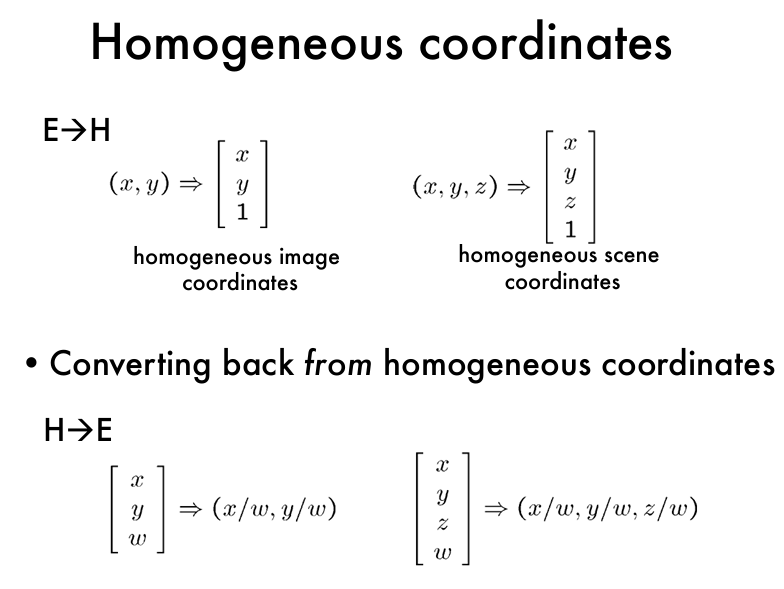 Homogeneous coordinates
E→H
(x, y) ⇒ [ x y 1 ]
(x, y, z) ⇒ [ x y z 1 ]
homogeneous image
coordinates
homogeneous scene
coordinates
• Converting back from homogeneous coordinates
H→E
[ x y w ] ⇒ (x/w, y/w)
[ x y z w ] ⇒ (x/w, y/w, z/w)